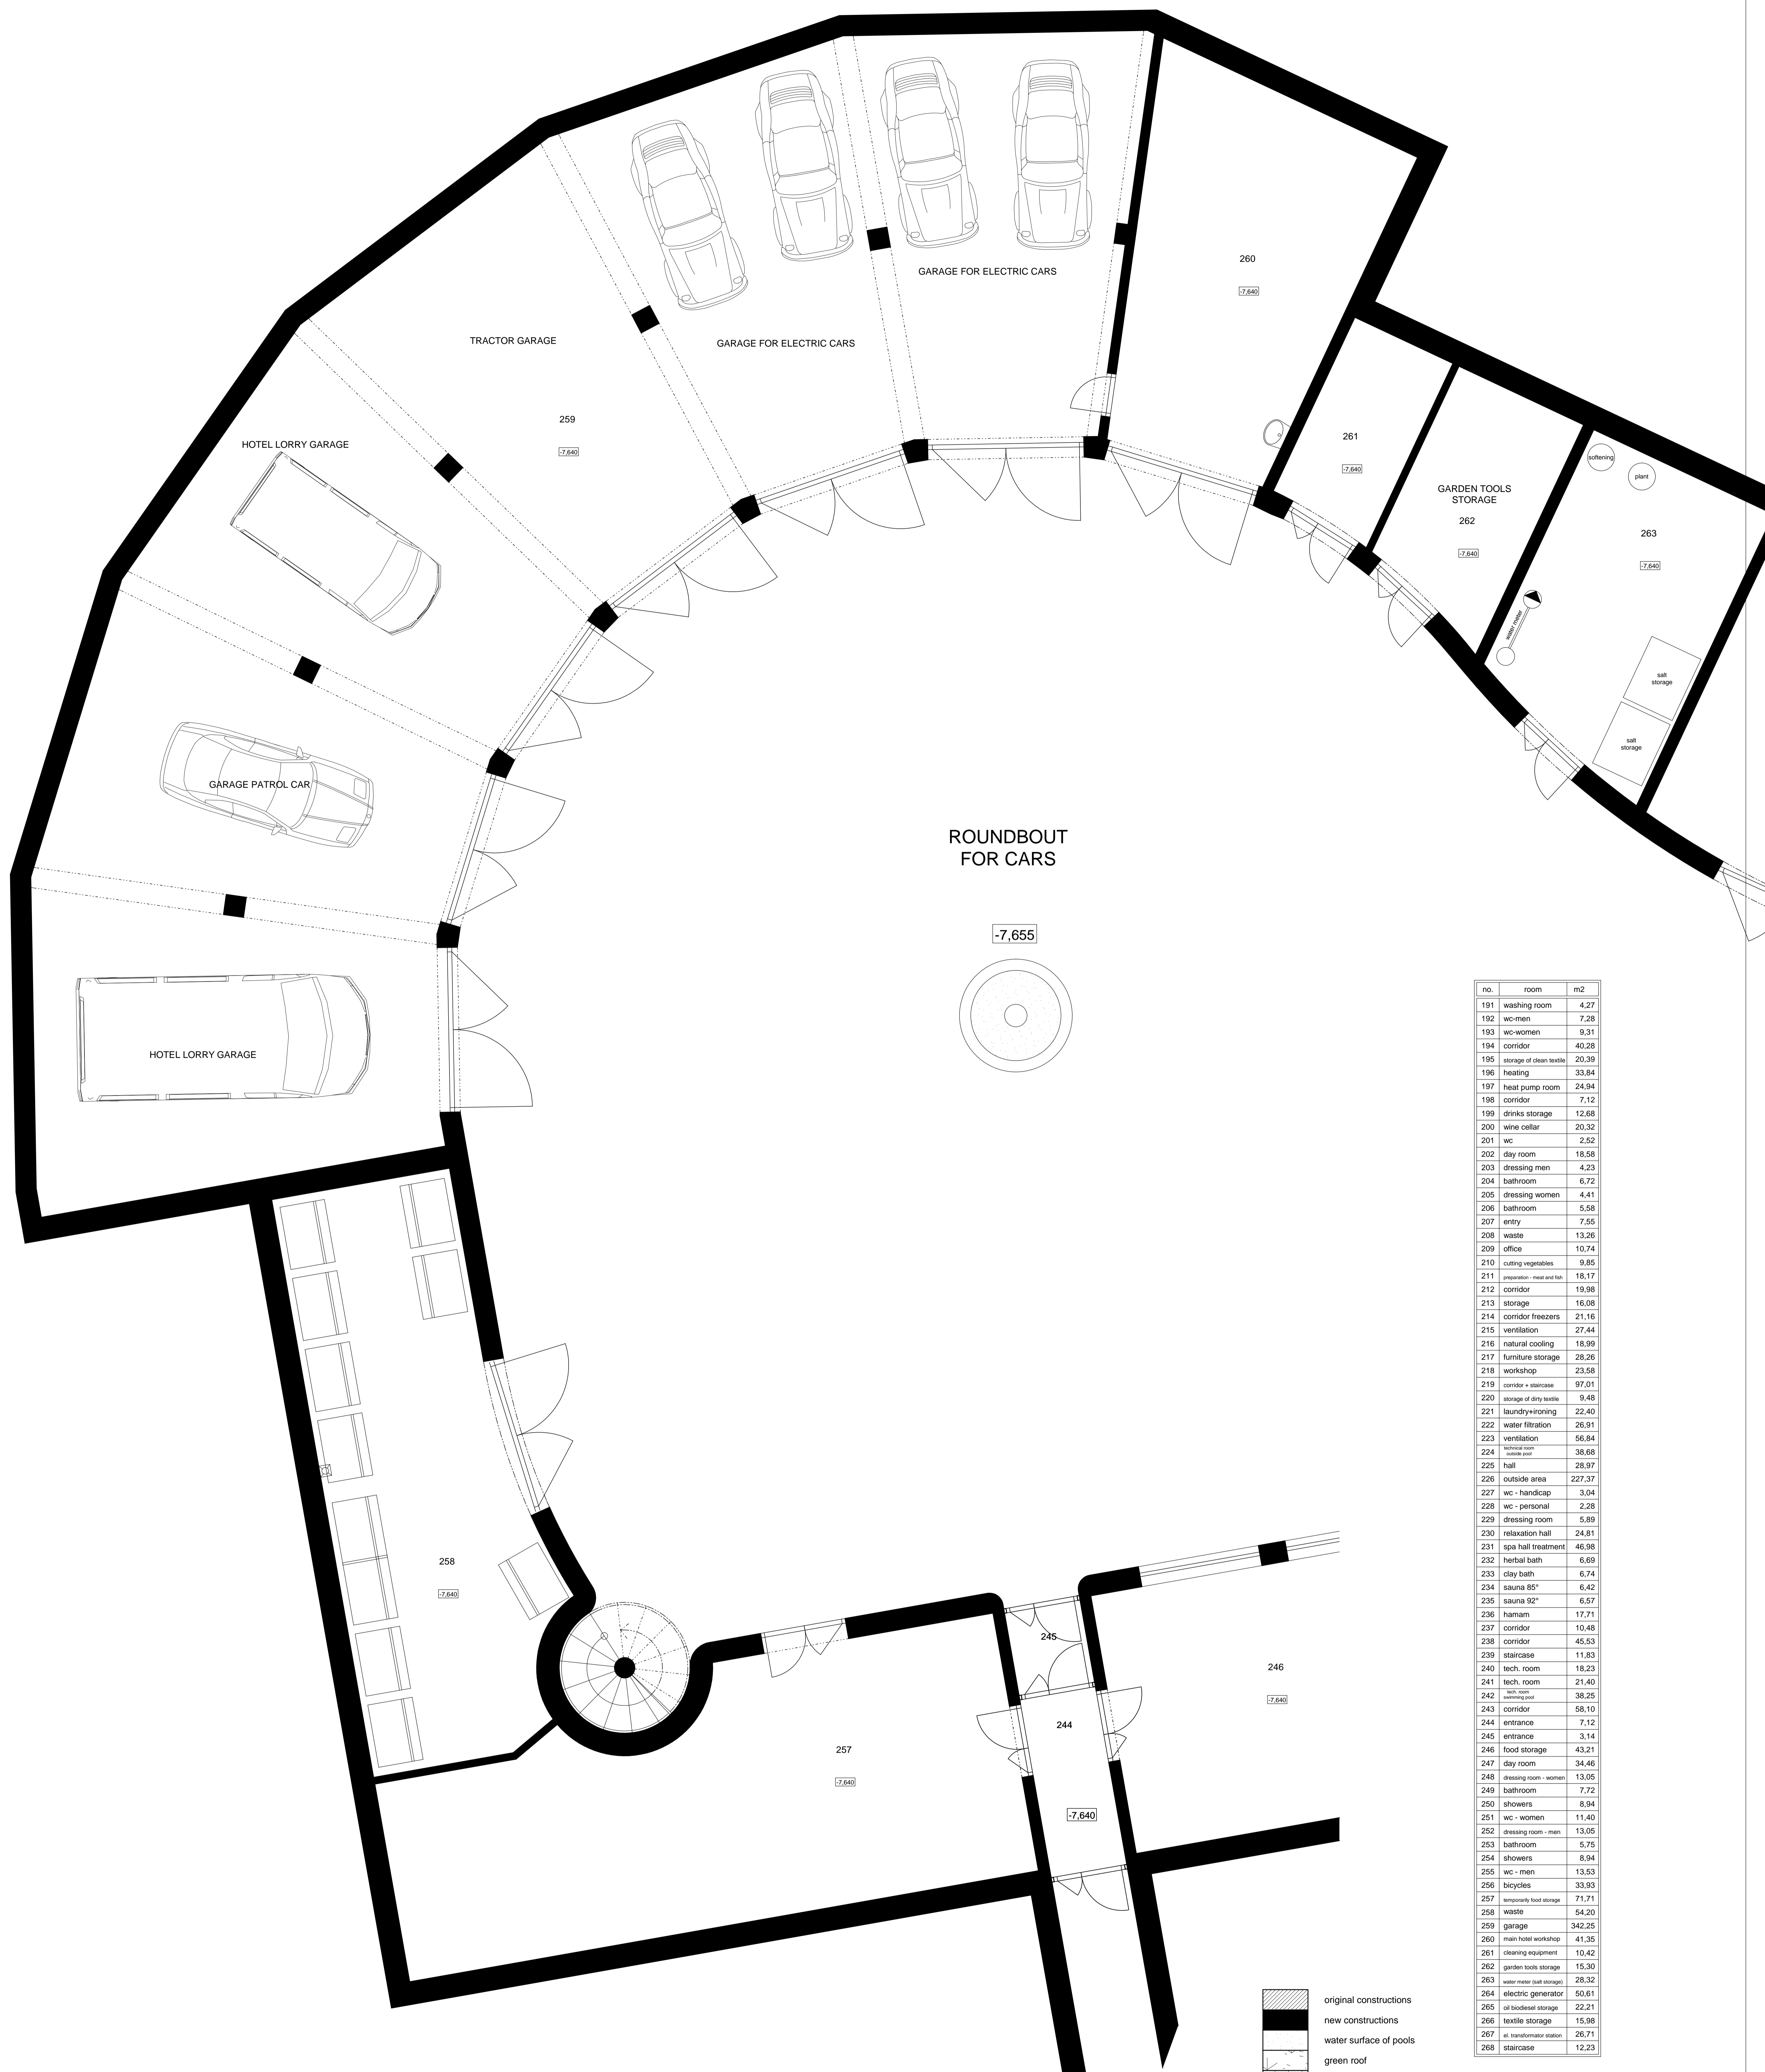 260
-7,640
GARAGE FOR ELECTRIC CARS
TRACTOR GARAGE
GARAGE FOR ELECTRIC CARS
259
-7,640
HOTEL LORRY GARAGE
261
-7,640
softening
plant
GARDEN TOOLS
STORAGE
262
-7,640
263
-7,640
water meter
salt
storage
salt
storage
GARAGE PATROL CAR
ROUNDBOUT
FOR CARS
-7,655
HOTEL LORRY GARAGE
258
-7,640
245
246
-7,640
244
257
-7,640
-7,640
no. room m2
191 washing room 4,27
192 wc-men 7,28
193 wc-women 9,31
194 corridor 40,28
195 storage of clean textile 20,39
196 heating 33,84
197 heat pump room 24,94
198 corridor 7,12
199 drinks storage 12,68
200 wine cellar 20,32
201 wc 2,52
202 day room 18,58
203 dressing men 4,23
204 bathroom 6,72
205 dressing women 4,41
206 bathroom 5,58
207 entry 7,55
208 waste 13,26
209 office 10,74
210 cutting vegetables 9,85
211 preparation - meat and fish 18,17
212 corridor 19,98
213 storage 16,08
214 corridor freezers 21,16
215 ventilation 27,44
216 natural cooling 18,99
217 furniture storage 28,26
218 workshop 23,58
219 corridor + staircase 97,01
220 storage of dirty textile 9,48
221 laundry+ironing 22,40
222 water filtration 26,91
223 ventilation 56,84
224 technical room outside pool 38,68
225 hall 28,97
226 outside area 227,37
227 wc - handicap 3,04
228 wc - personal 2,28
229 dressing room 5,89
230 relaxation hall 24,81
231 spa hall treatment 46,98
232 herbal bath 6,69
233 clay bath 6,74
234 sauna 85° 6,42
235 sauna 92° 6,57
236 hamam 17,71
237 corridor 10,48
238 corridor 45,53
239 staircase 11,83
240 tech. room 18,23
241 tech. room 21,40
242 tech. room swimming pool 38,25
243 corridor 58,10
244 entrance 7,12
245 entrance 3,14
246 food storage 43,21
247 day room 34,46
248 dressing room - women 13,05
249 bathroom 7,72
250 showers 8,94
251 wc - women 11,40
252 dressing room - men 13,05
253 bathroom 5,75
254 showers 8,94
255 wc - men 13,53
256 bicycles 33,93
257 temporarily food storage 71,71
258 waste 54,20
259 garage 342,25
260 main hotel workshop 41,35
261 cleaning equipment 10,42
262 garden tools storage 15,30
263 water meter (salt storage) 28,32
264 electric generator 50,61
265 oil biodiesel storage 22,21
266 textile storage 15,98
267 el. transformator station 26,71
268 staircase 12,23
original constructions
new constructions
water surface of pools
green roof